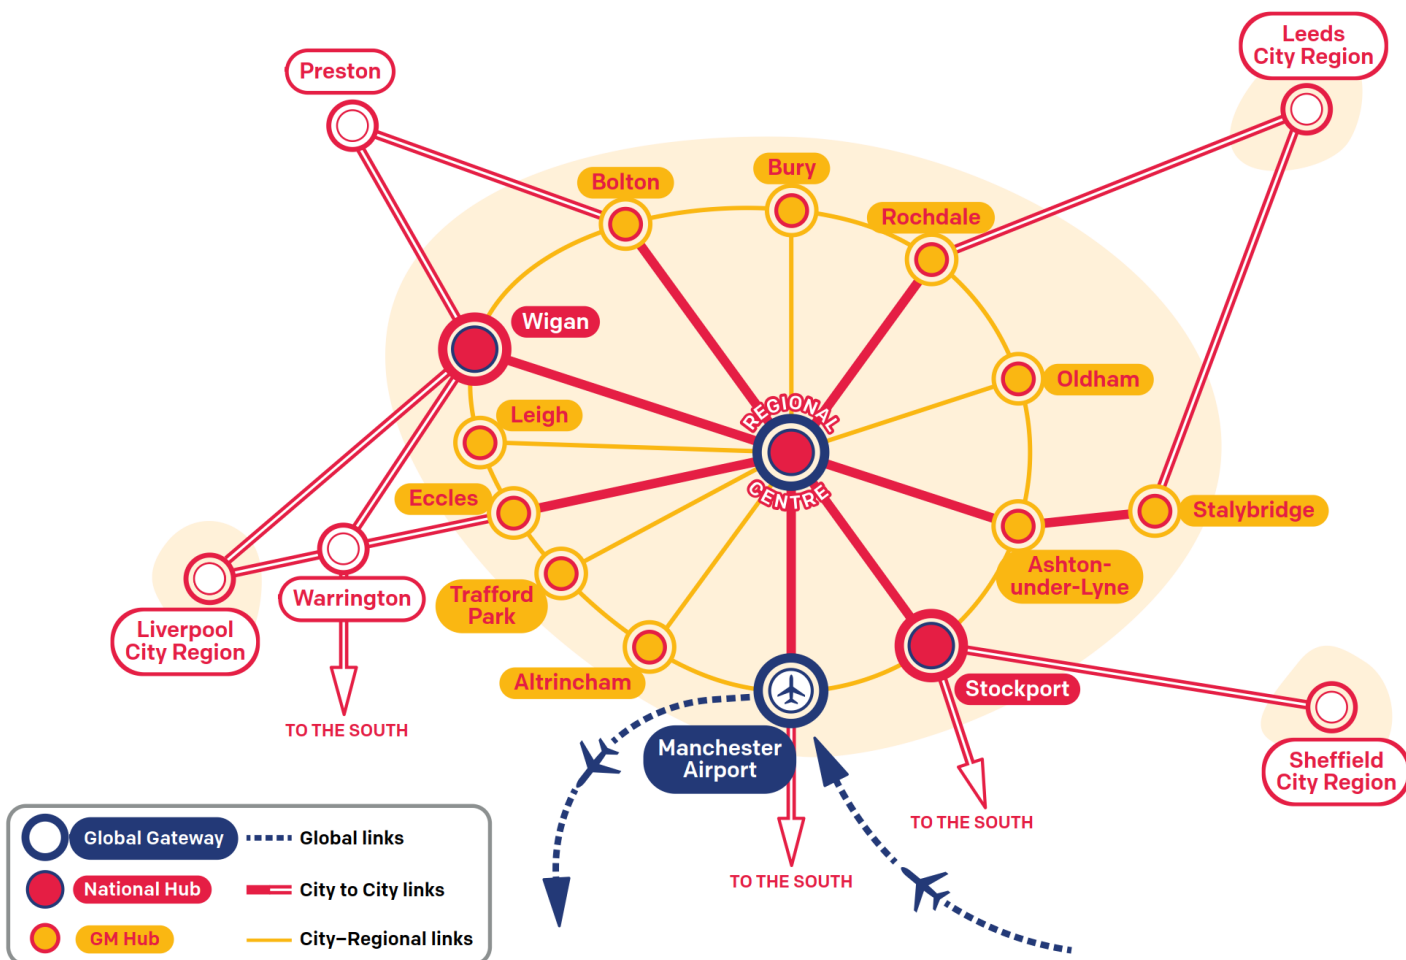 Leeds
City Region
Preston
Bury
Bolton
Rochdale
Wigan
Oldham
REGIONAL
Leigh
CENTRE
Eccles
Stalybridge
Ashton-
under-Lyne
Trafford
Park
Warrington
Liverpool
City Region
Altrincham
Stockport
TO THE SOUTH
Manchester
Airport
Sheffield
City Region
TO THE SOUTH
TO THE SOUTH
Global Gateway
Global links
National Hub
City to City links
GM Hub
City–Regional links